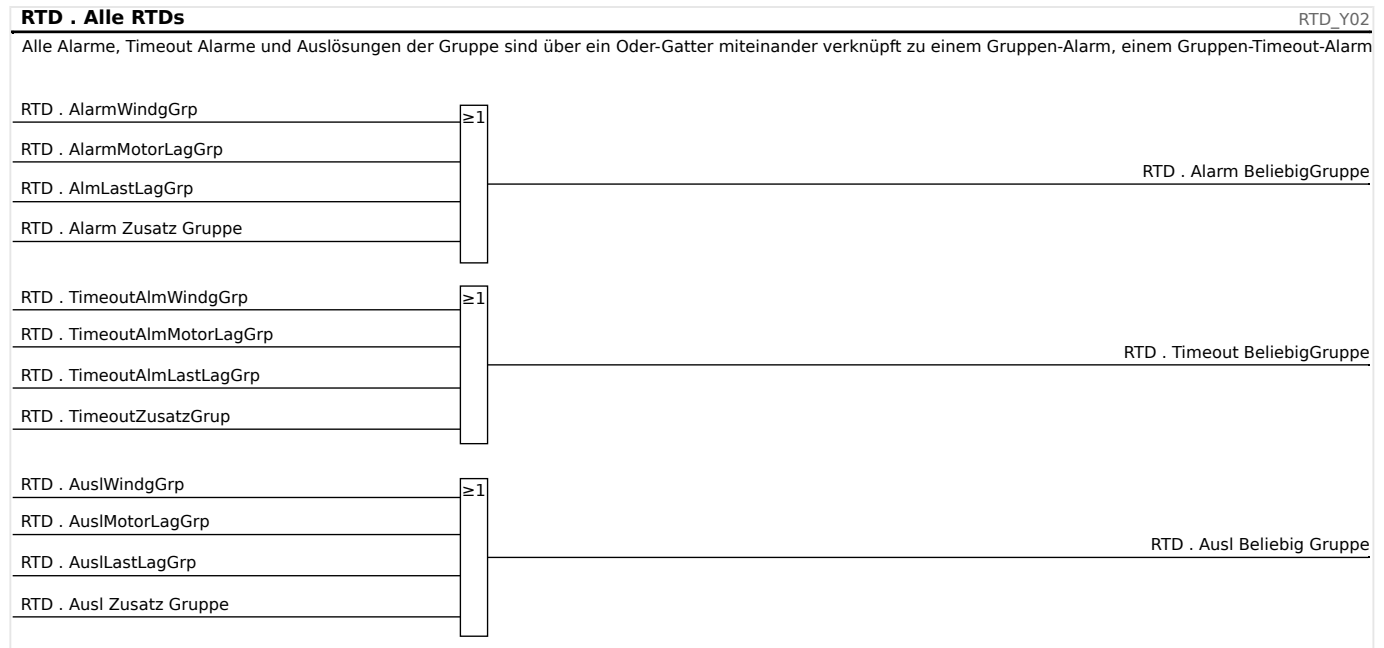 RTD . Alle RTDs
RTD_Y02
Alle Alarme, Timeout Alarme und Auslösungen der Gruppe sind über ein Oder-Gatter miteinander verknüpft zu einem Gruppen-Alarm, einem Gruppen-Timeout-Alarm
RTD . AlarmWindgGrp
≥1
RTD . AlarmMotorLagGrp
RTD . Alarm BeliebigGruppe
RTD . AlmLastLagGrp
RTD . Alarm Zusatz Gruppe
RTD . TimeoutAlmWindgGrp
≥1
RTD . TimeoutAlmMotorLagGrp
RTD . Timeout BeliebigGruppe
RTD . TimeoutAlmLastLagGrp
RTD . TimeoutZusatzGrup
RTD . AuslWindgGrp
≥1
RTD . AuslMotorLagGrp
RTD . Ausl Beliebig Gruppe
RTD . AuslLastLagGrp
RTD . Ausl Zusatz Gruppe